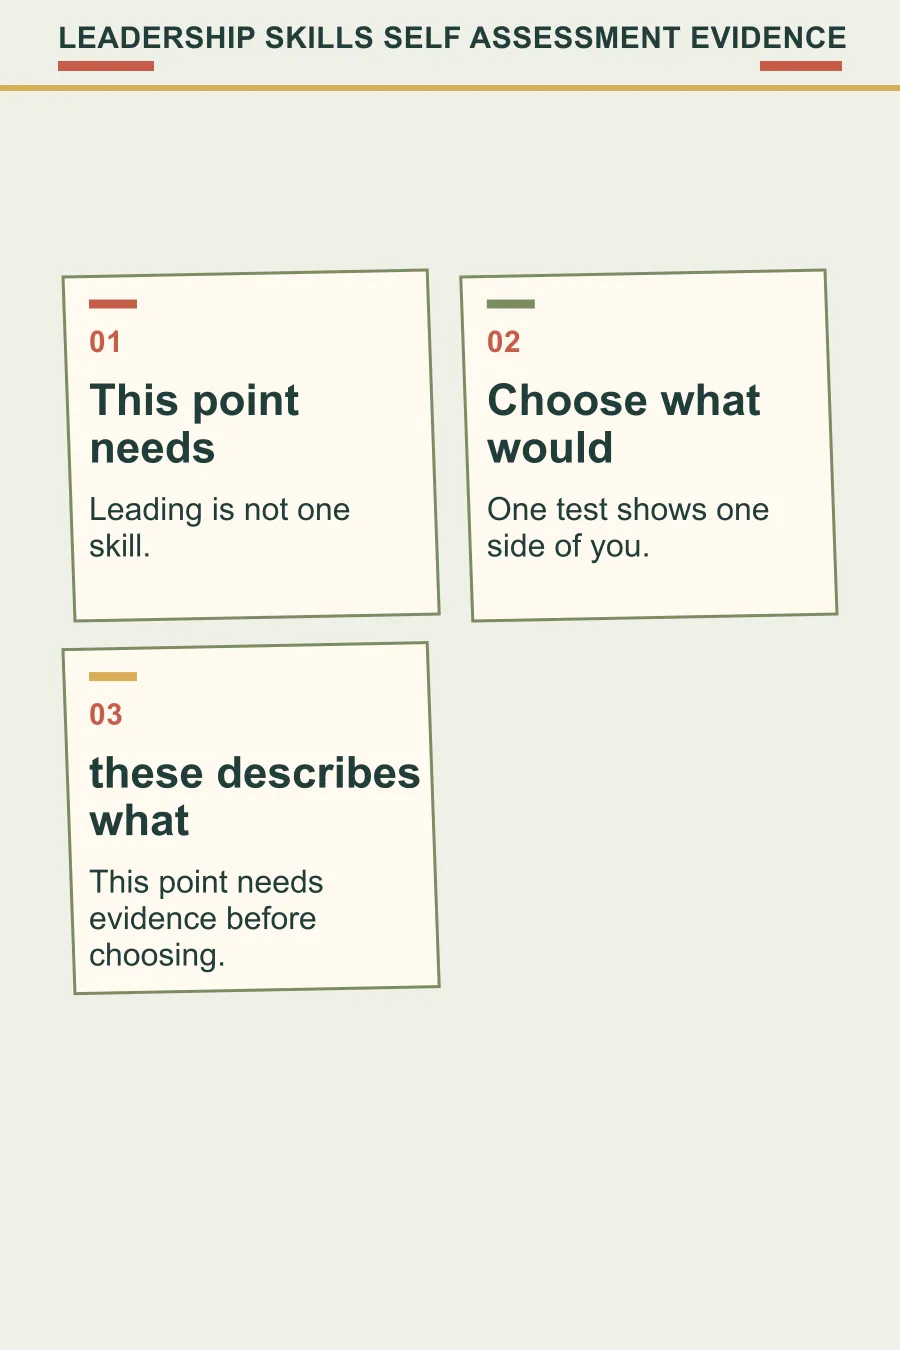 LEADERSHIP SKILLS SELF ASSESSMENT EVIDENCE
01
This point
needs
Leading is not one
skill.
02
Choose what
would
One test shows one
side of you.
03
these describes
what
This point needs
evidence before
choosing.